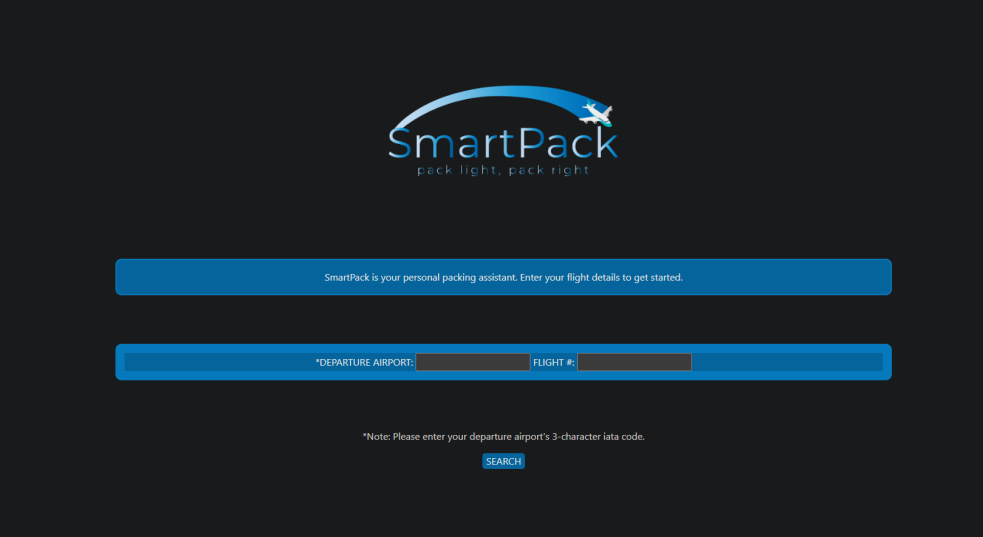 SmartPack
pack light, pack right
SmartPack is your personal packing assistant. Enter your flight details to get started.
*DEPARTURE AIRPORT: FLIGHT #:
*Note: Please enter your departure airport's 3-character iata code.
SEARCH